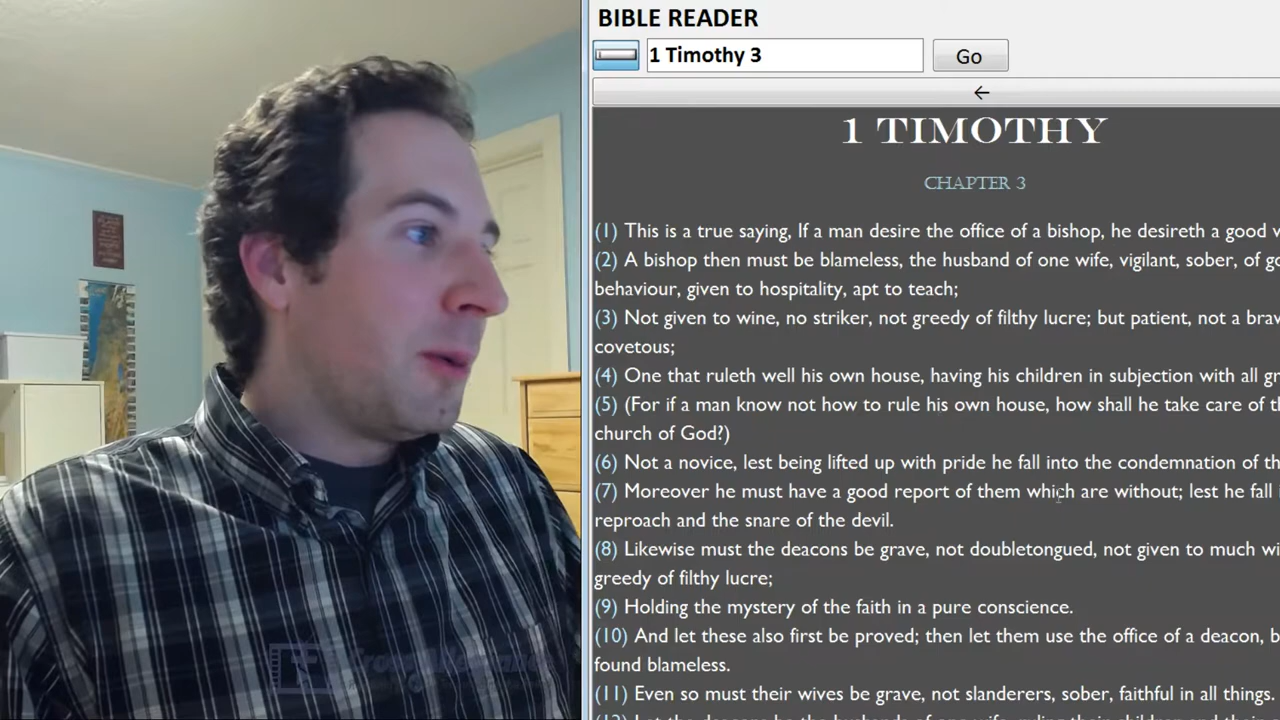 BIBLE READER
1 Timothy 3
Go
←
1 TIMOTHY
CHAPTER 3
(1) This is a true saying, If a man desire the office of a bishop, he desireth a good
(2) A bishop then must be blameless, the husband of one wife, vigilant, sober, of
behaviour, given to hospitality, apt to teach;
(3) Not given to wine, no striker, not greedy of filthy lucre; but patient, not a
covetous;
(4) One that ruleth well his own house, having his children in subjection with all
(5) (For if a man know not how to rule his own house, how shall he take care of
church of God?)
(6) Not a novice, lest being lifted up with pride he fall into the condemnation of
(7) Moreover he must have a good report of them which are without; lest he fall
reproach and the snare of the devil.
(8) Likewise must the deacons be grave, not doubletongued, not given to much
greedy of filthy lucre;
(9) Holding the mystery of the faith in a pure conscience.
(10) And let these also first be proved; then let them use the office of a deacon,
found blameless.
(11) Even so must their wives be grave, not slanderers, sober, faithful in all things.